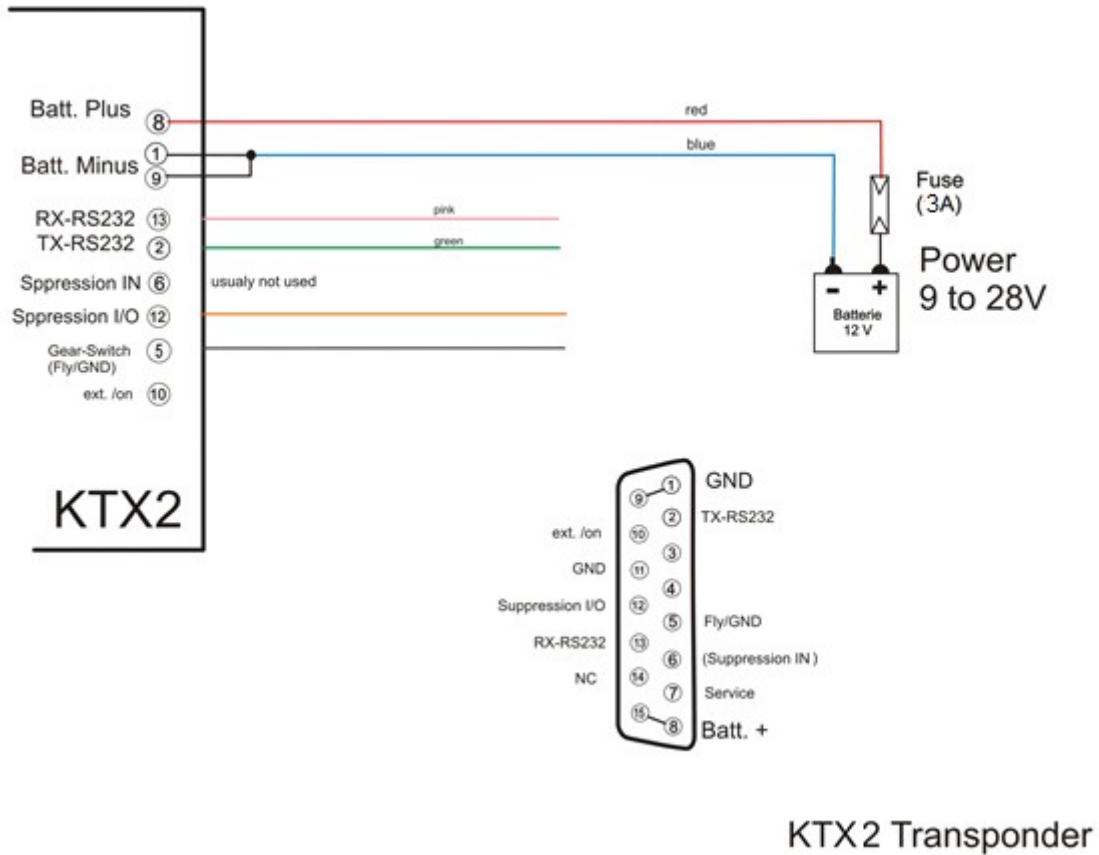 Batt. Plus 8
red
Batt. Minus 1
9
blue
Fuse
(3A)
RX-RS232 13
pink
TX-RS232 2
green
Sppression IN 6 usualy not used
Sppression I/O 12
Gear-Switch 5
(Fly/GND)
ext. /on 10
Power
9 to 28V
- +
Batterie
12 V
KTX2
1 GND
9
2 TX-RS232
ext. /on 10
3
GND 11
4
Suppression I/O 12
5 Fly/GND
RX-RS232 13
6 (Suppression IN )
NC 14
7 Service
15
8 Batt. +
KTX2 Transponder